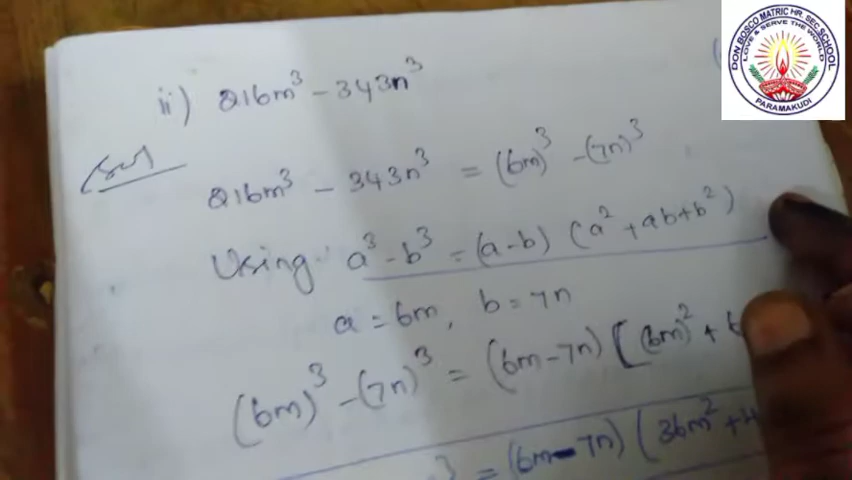 DON BOSCO MATRIC HR. SEC SCHOOL
LOVE & SERVE THE WORLD
PARAMAKUDI
ii) 216m³ - 343n³
Sol
216m³ - 343n³ = (6m)³ - (7n)³
Using a³ - b³ = (a-b) (a² + ab + b²)
a = 6m, b = 7n
(6m)³ - (7n)³ = (6m - 7n) [(6m)² + 6
3 = (6m - 7n) (36m² +